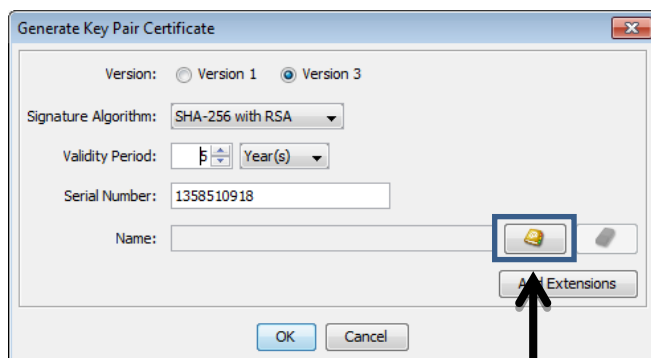 Generate Key Pair Certificate
Version: Version 1 Version 3
Signature Algorithm: SHA-256 with RSA
Validity Period: 5 Year(s)
Serial Number: 1358510918
Name:
Extensions
OK Cancel